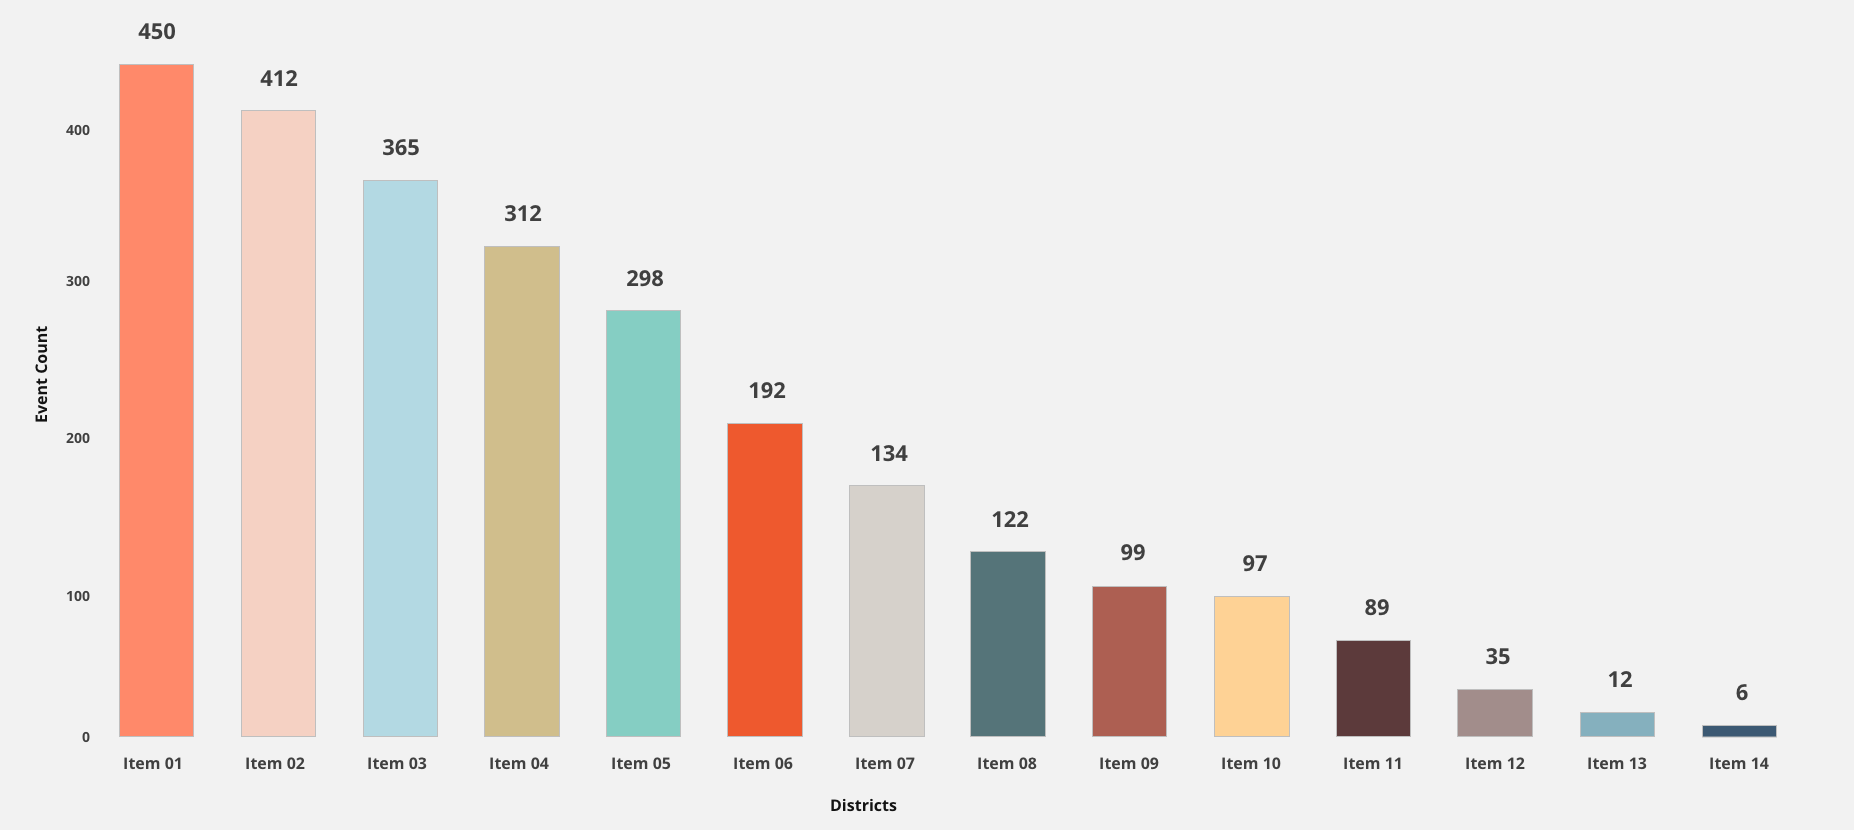 450
412
365
312
298
192
134
122
99
97
89
35
12
6
400
300
200
100
0
Event Count
Item 01
Item 02
Item 03
Item 04
Item 05
Item 06
Item 07
Item 08
Item 09
Item 10
Item 11
Item 12
Item 13
Item 14
Districts